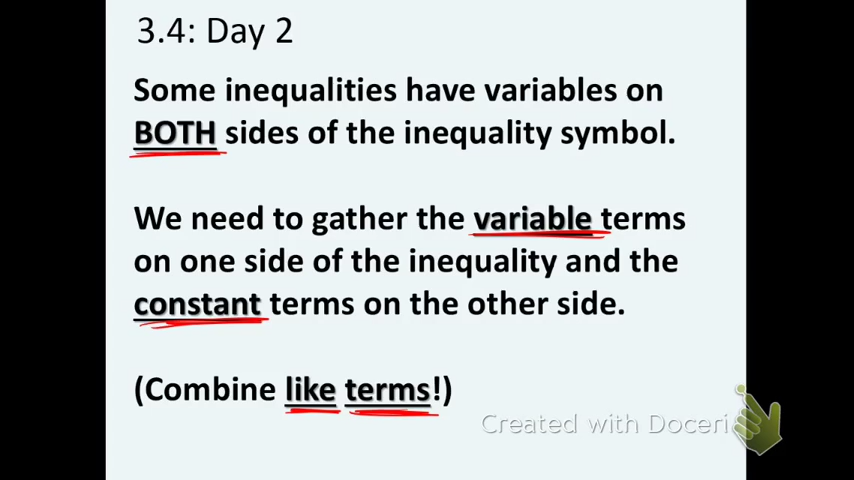 3.4: Day 2
Some inequalities have variables on
BOTH sides of the inequality symbol.
We need to gather the variable terms
on one side of the inequality and the
constant terms on the other side.
(Combine like terms!)
Created with Doceri